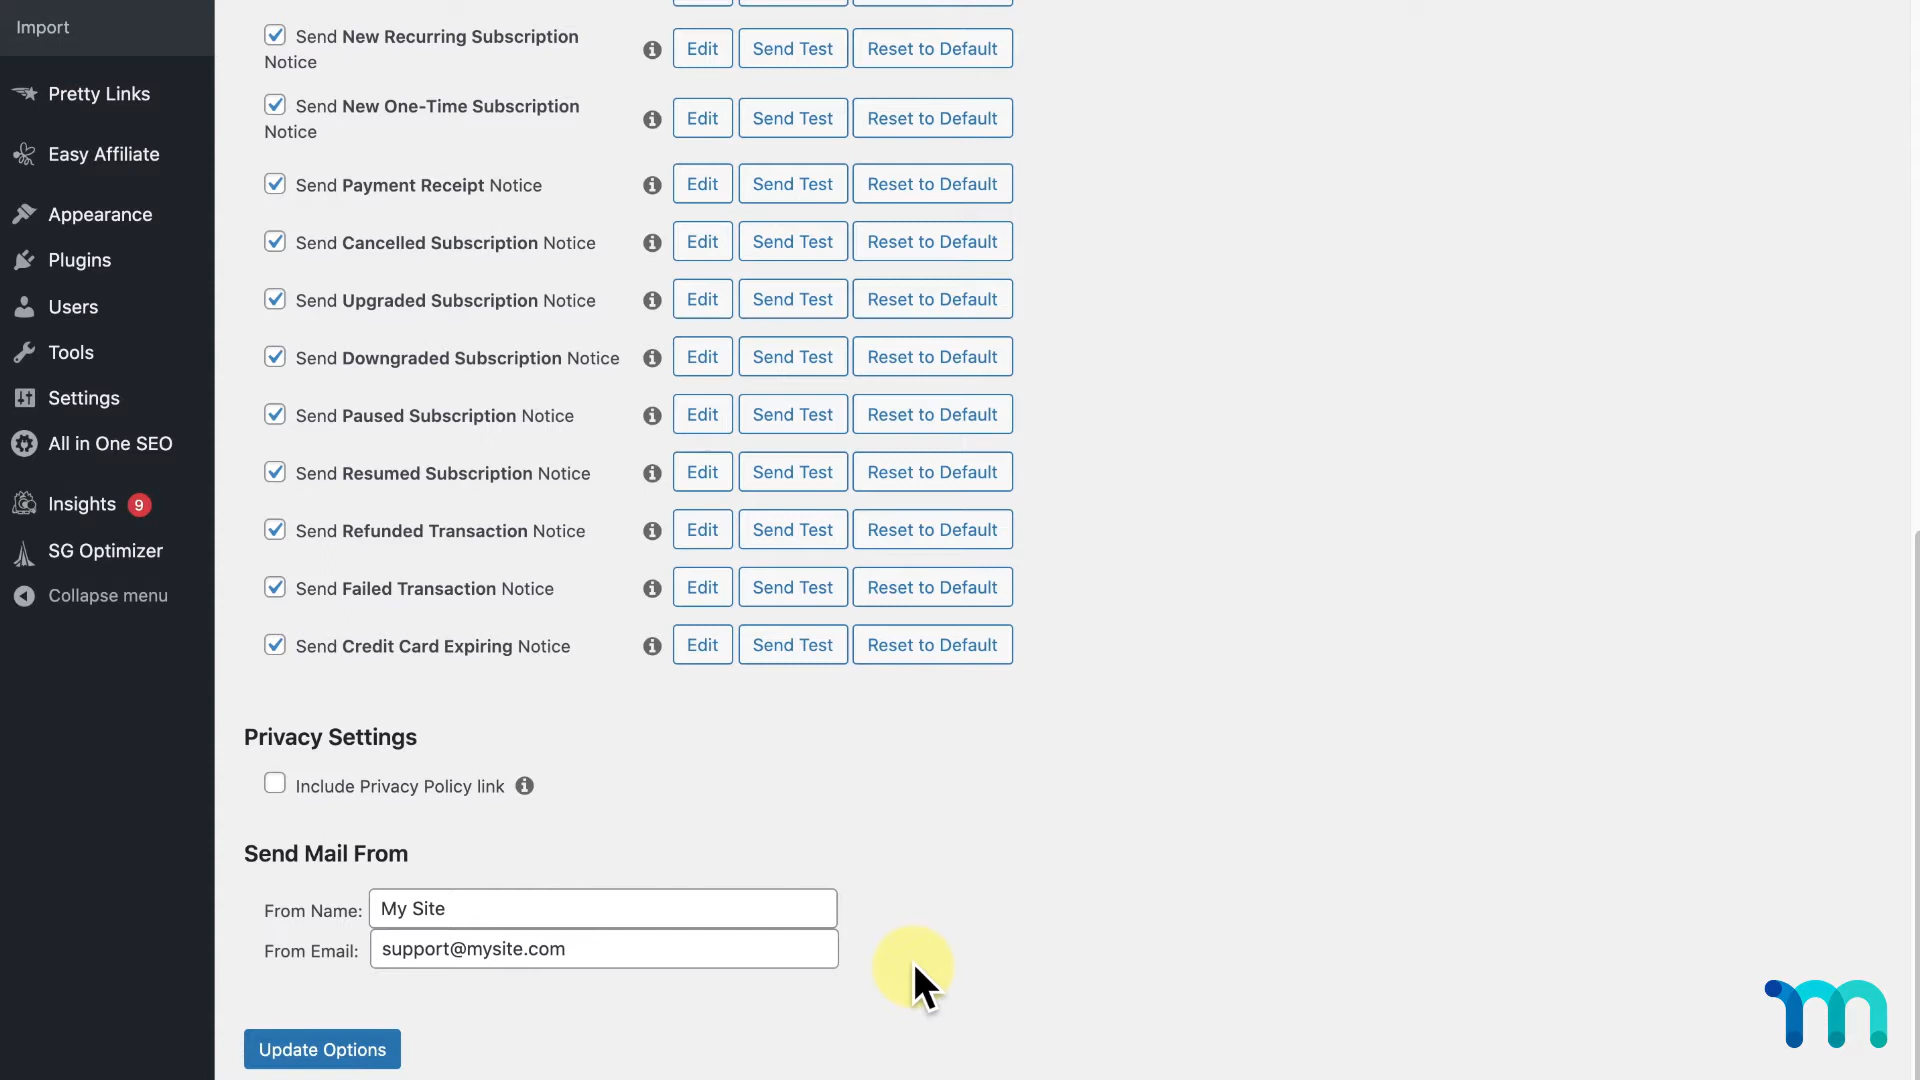 Import
Pretty Links
Easy Affiliate
Appearance
Plugins
Users
Tools
Settings
All in One SEO
Insights 9
SG Optimizer
Collapse menu
Send New Recurring Subscription
Notice
Edit Send Test Reset to Default
Send New One-Time Subscription
Notice
Edit Send Test Reset to Default
Send Payment Receipt Notice Edit Send Test Reset to Default
Send Cancelled Subscription Notice Edit Send Test Reset to Default
Send Upgraded Subscription Notice Edit Send Test Reset to Default
Send Downgraded Subscription Notice Edit Send Test Reset to Default
Send Paused Subscription Notice Edit Send Test Reset to Default
Send Resumed Subscription Notice Edit Send Test Reset to Default
Send Refunded Transaction Notice Edit Send Test Reset to Default
Send Failed Transaction Notice Edit Send Test Reset to Default
Send Credit Card Expiring Notice Edit Send Test Reset to Default
Privacy Settings
Include Privacy Policy link
Send Mail From
From Name: My Site
From Email: support@mysite.com
Update Options
m